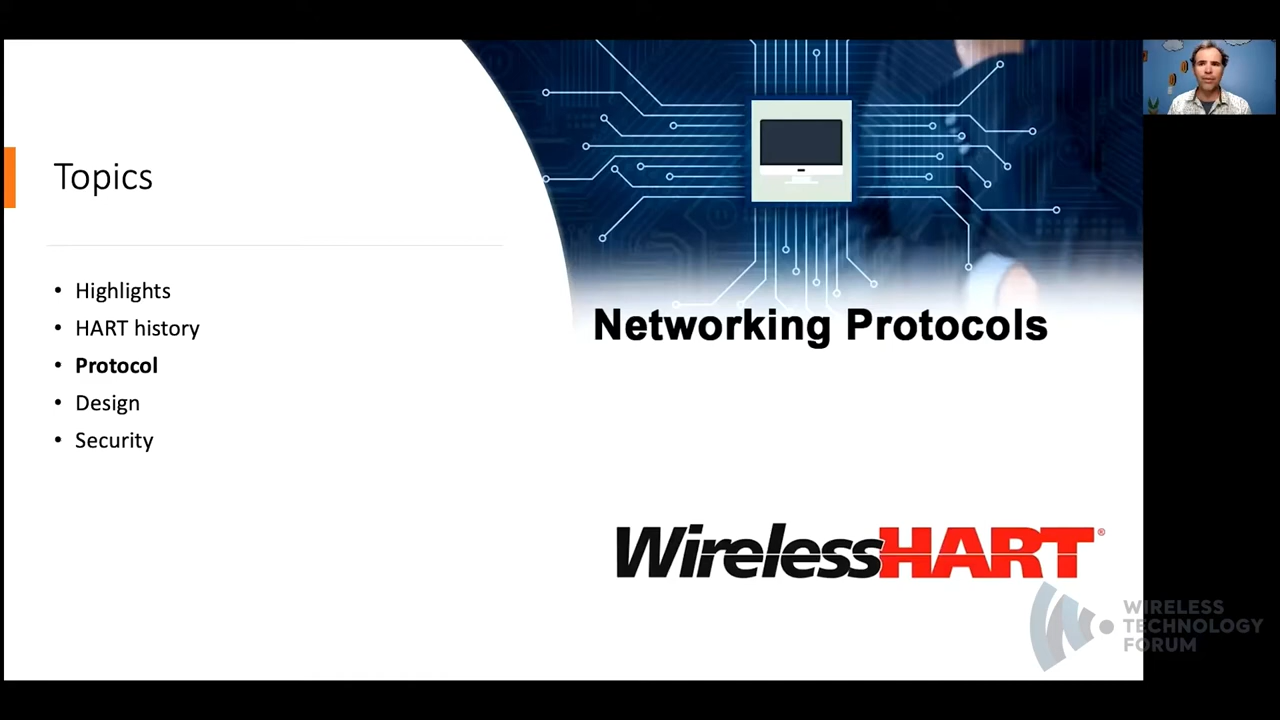 Topics
• Highlights
• HART history
• Protocol
• Design
• Security
Networking Protocols
WirelessHART®
WIRELESS
TECHNOLOGY
FORUM